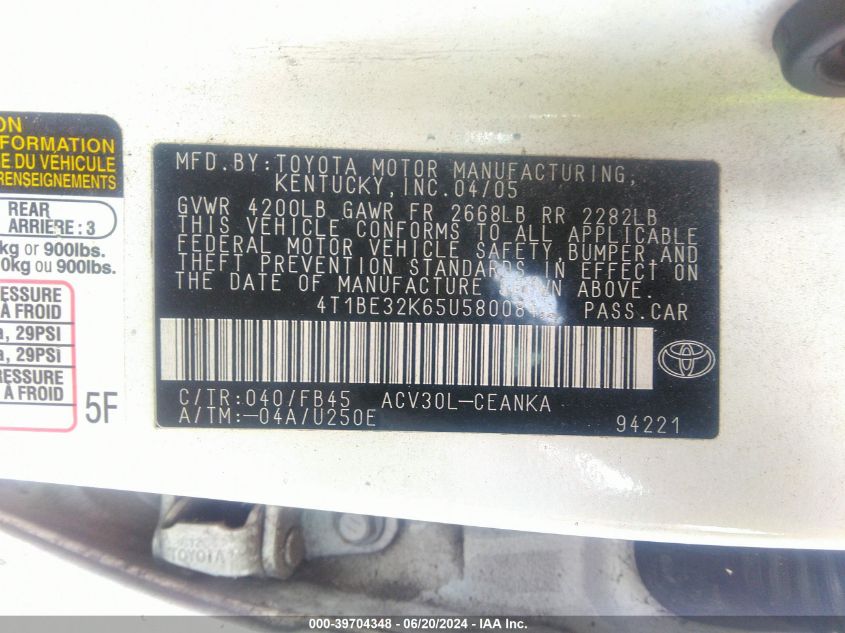 ON
FORMATION
E DU VÉHICULE
RENSEIGNEMENTS
REAR
ARRIERE : 3
kg or 900lbs.
0kg ou 900lbs.
PRESSURE
À FROID
a, 29PSI
a, 29PSI
RESSURE
À FROID
5F
MFD. BY: TOYOTA MOTOR MANUFACTURING,
KENTUCKY, INC. 04/05
GVWR 4200LB GAWR FR 2668LB RR 2282LB
THIS VEHICLE CONFORMS TO ALL APPLICABLE
FEDERAL MOTOR VEHICLE SAFETY, BUMPER AND
THEFT PREVENTION STANDARDS IN EFFECT ON
THE DATE OF MANUFACTURE SHOWN ABOVE.
PASS.CAR
C/TR:040/FB45 ACV30L-CEANKA
A/TM:-04A/U250E
94221
TOYOTA
000-39704348 - 06/20/2024 - IAA Inc.